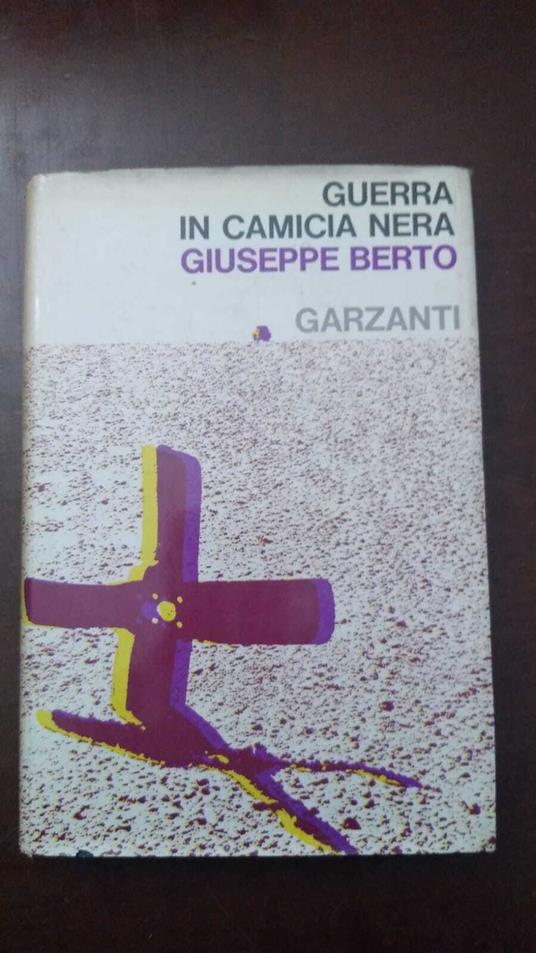 GUERRA
IN CAMICIA NERA
GIUSEPPE BERTO
GARZANTI